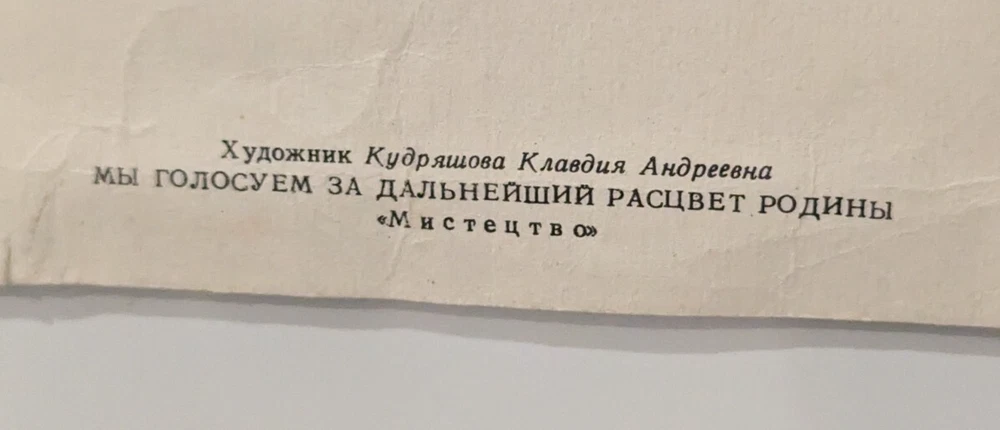 Художник Кудряшова Клавдия Андреевна
МЫ ГОЛОСУЕМ ЗА ДАЛЬНЕЙШИЙ РАСЦВЕТ РОДИНЫ
«Мистецтво»